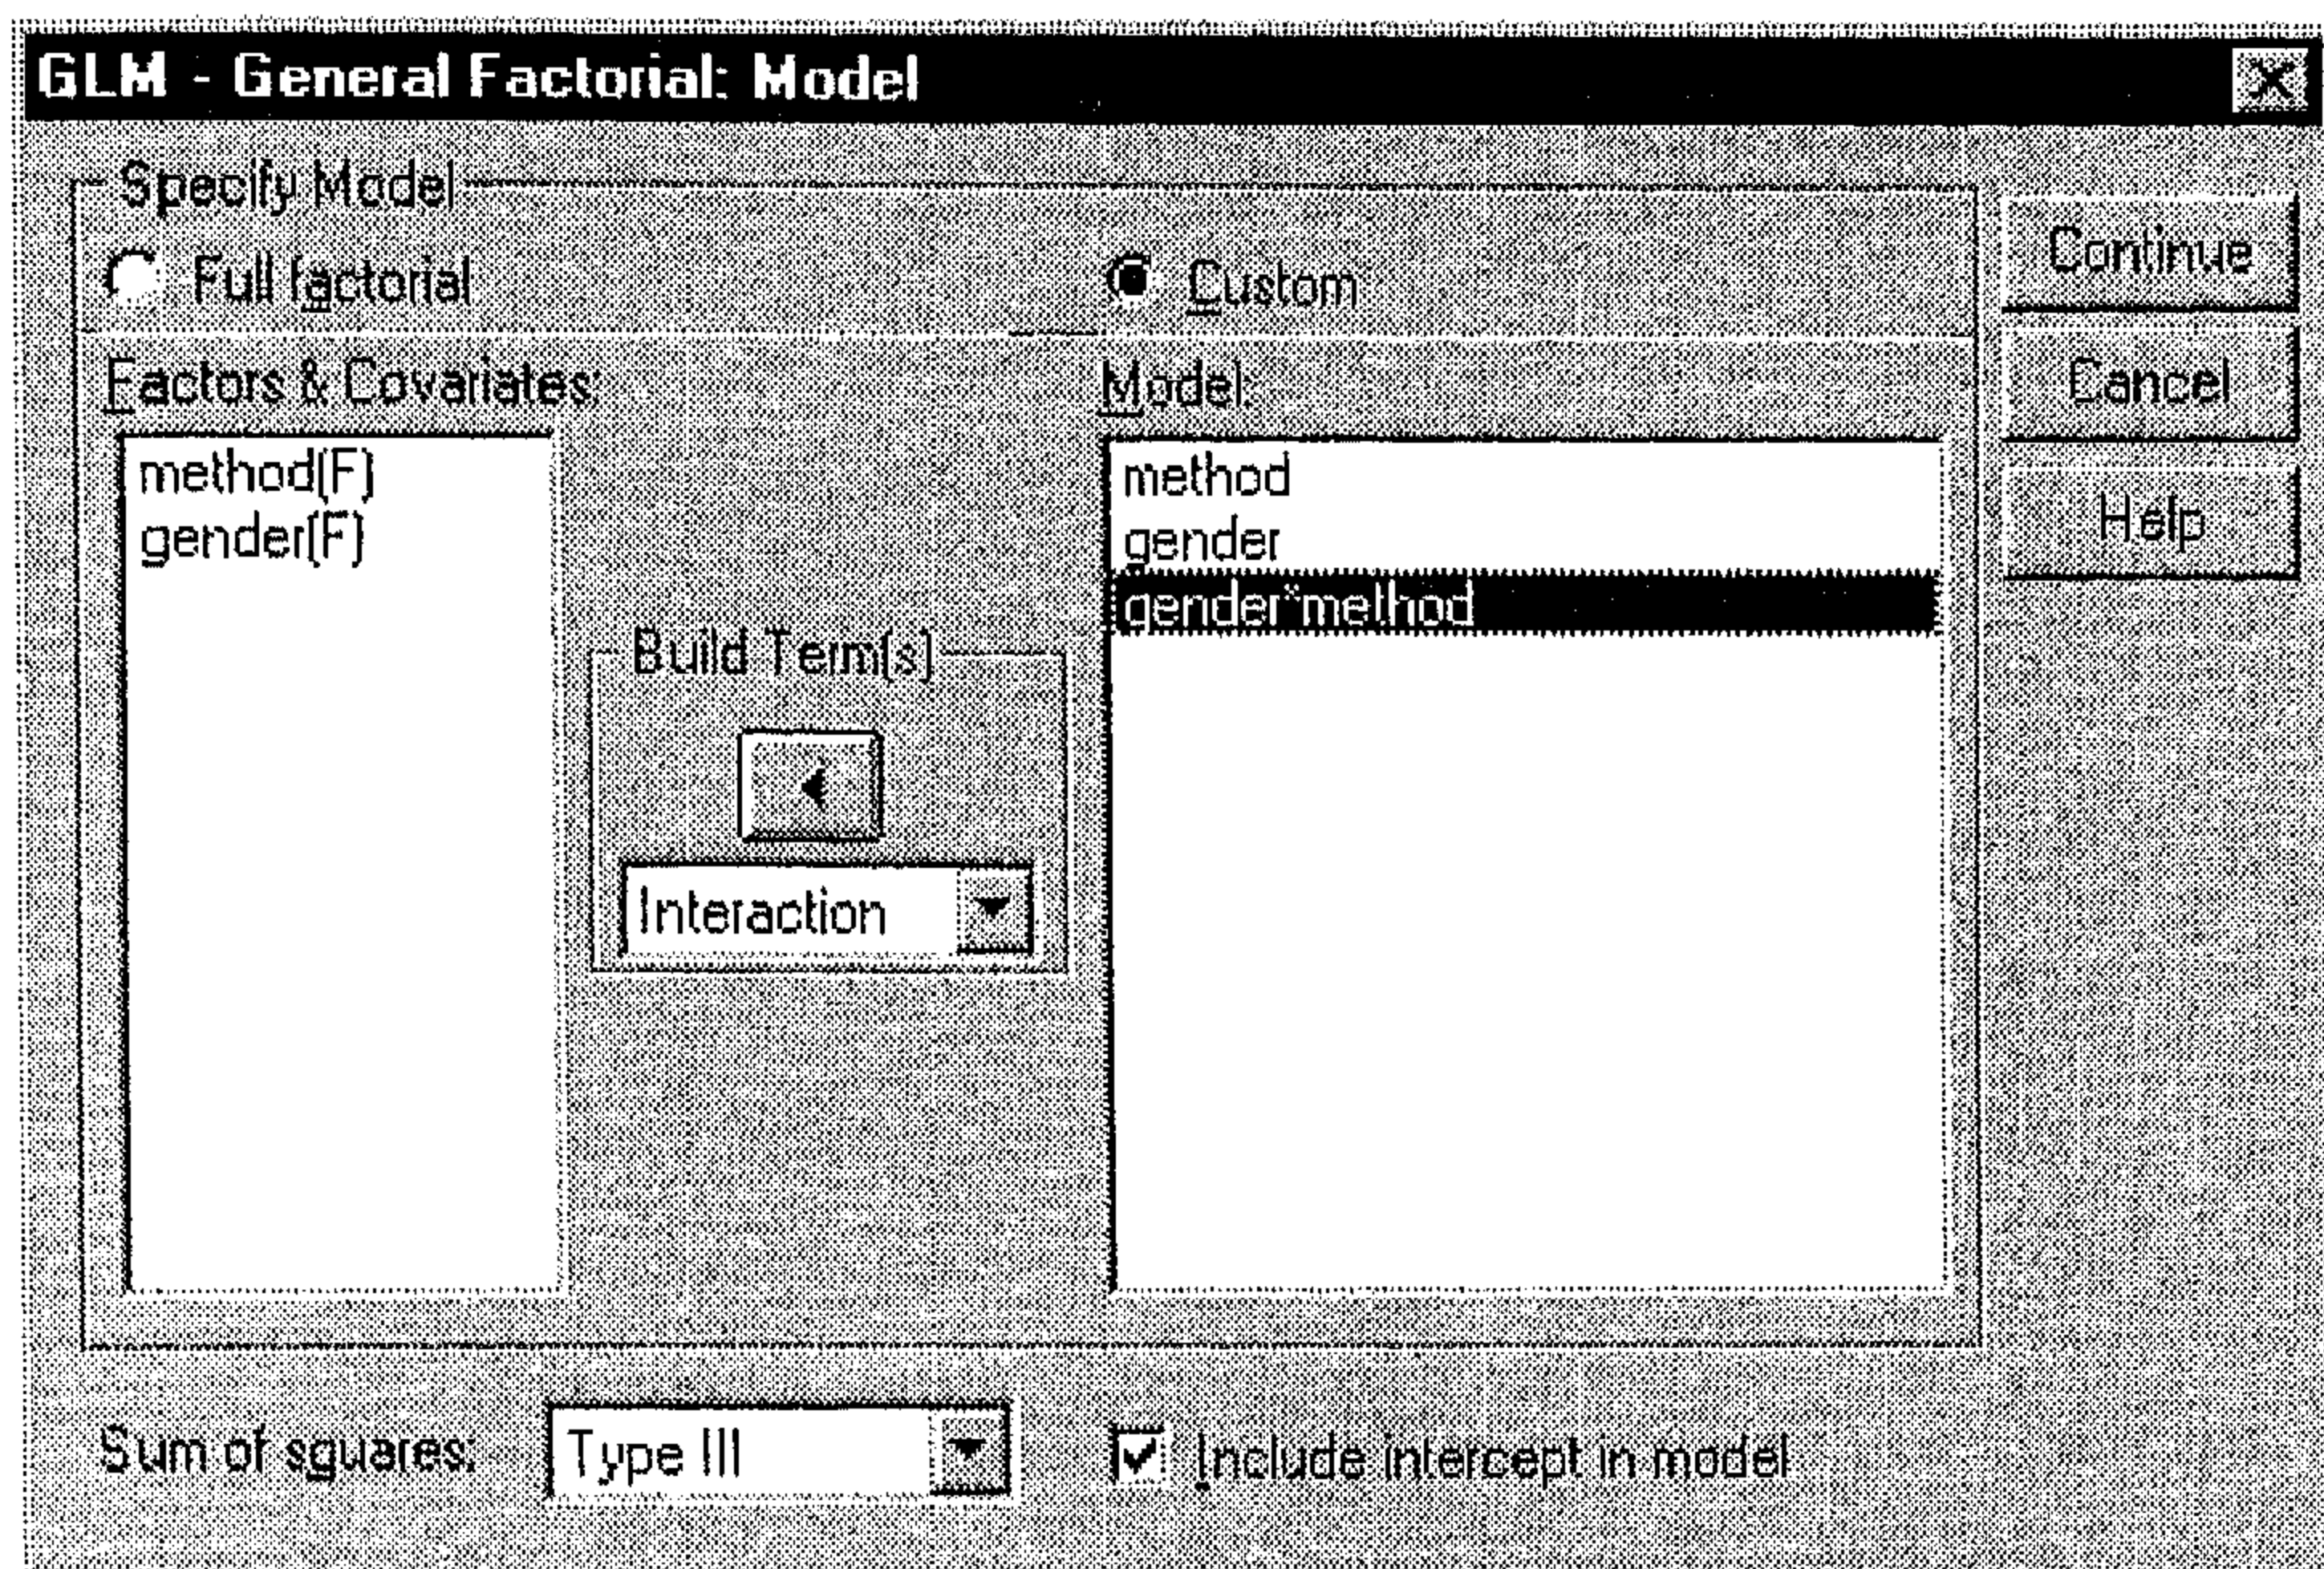 GLM - General Factorial: Model
Specify Model
Full factorial
Custom
Continue
Factors & Covariates:
Model:
Cancel
method(F)
gender(F)
method
gender
gender*method
Help
Build Term(s)
Interaction
Sum of squares:
Type III
Include intercept in model